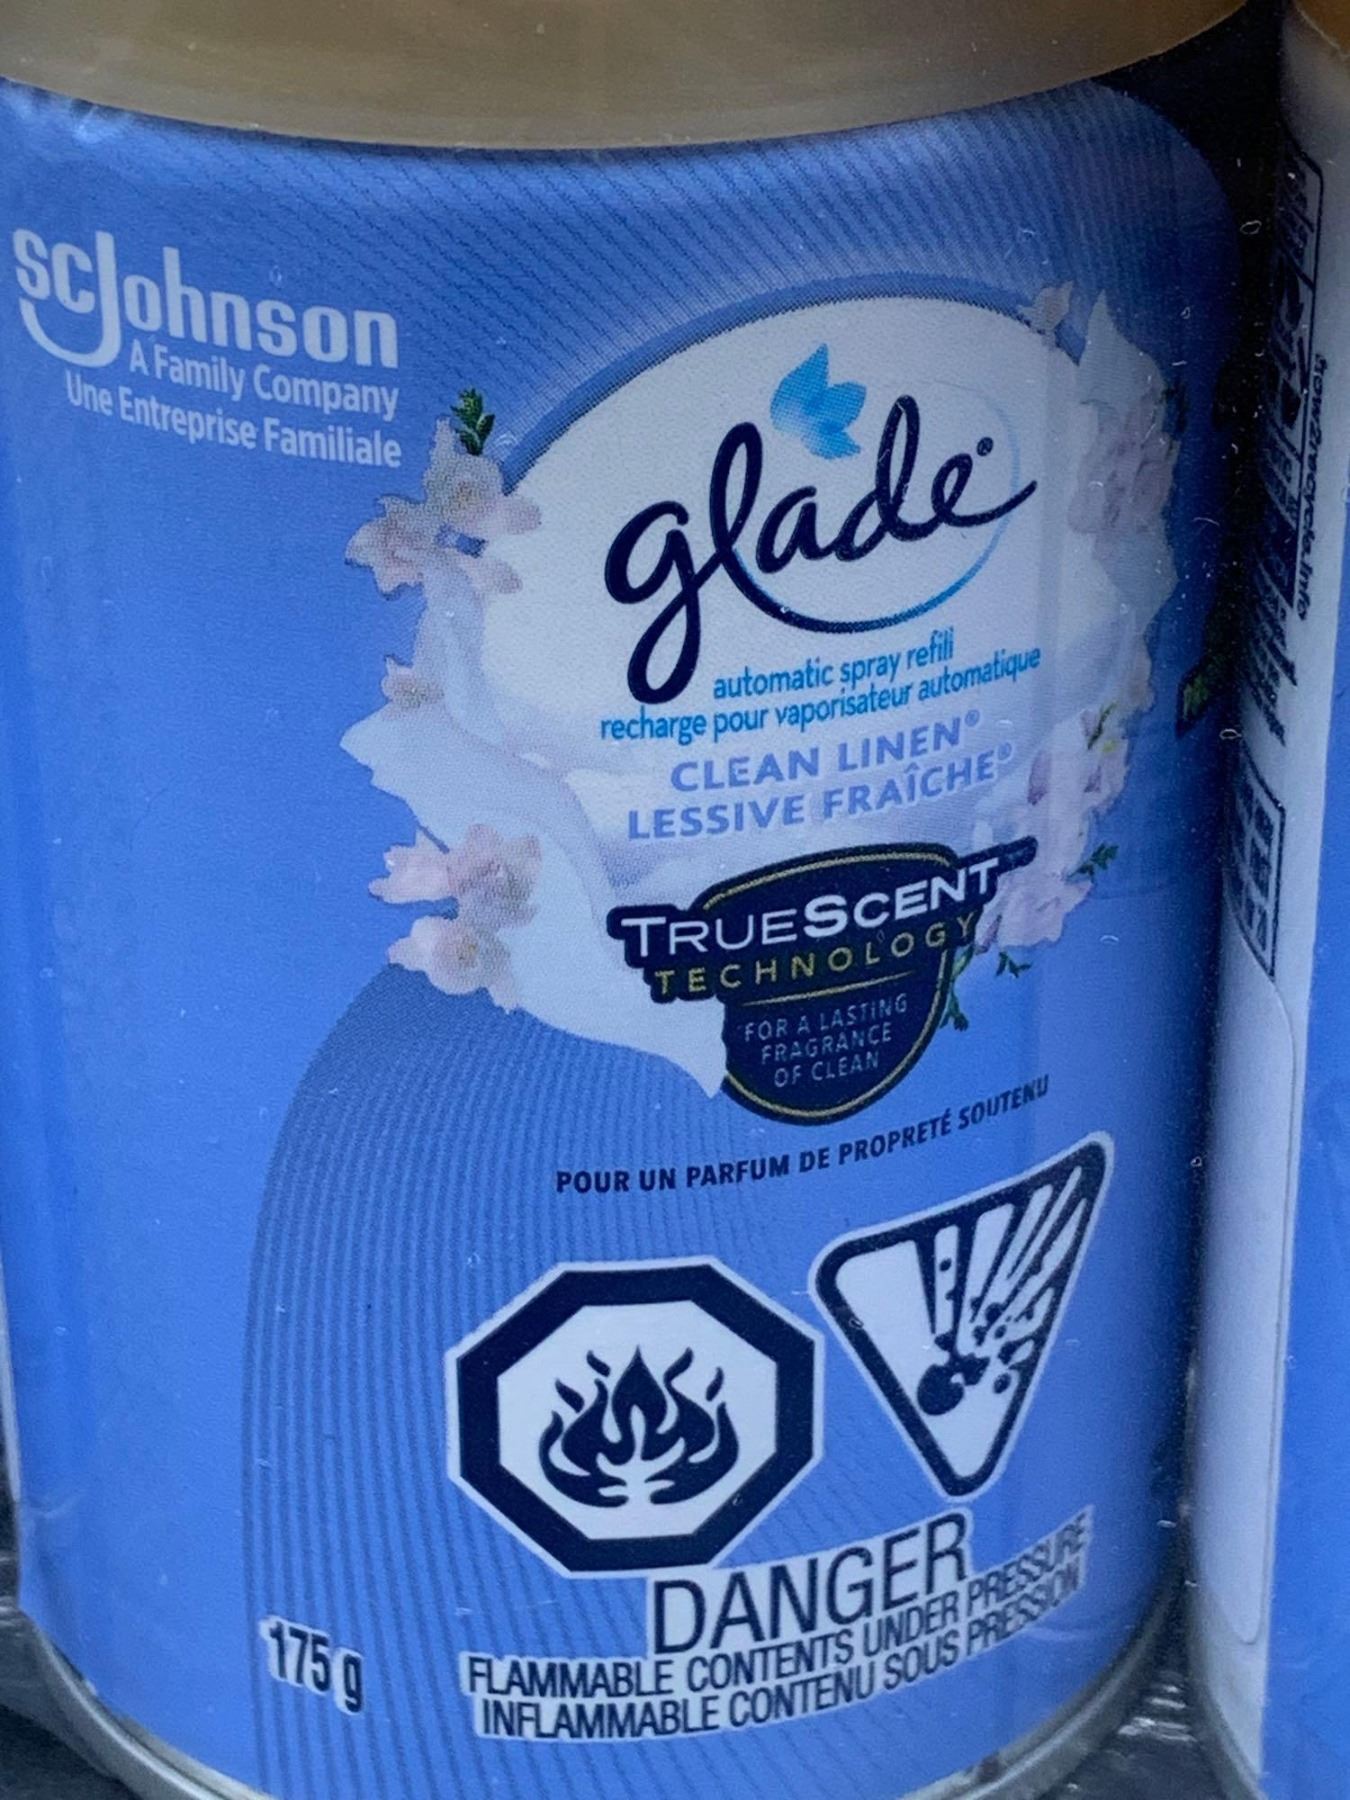 scJohnson
A Family Company
Une Entreprise Familiale
glade®
automatic spray refill
recharge pour vaporisateur automatique
CLEAN LINEN®
LESSIVE FRAÎCHE®
TRUESCENT
TECHNOLOGY
FOR A LASTING
FRAGRANCE
OF CLEAN
POUR UN PARFUM DE PROPRETÉ SOUTENU
DANGER
FLAMMABLE CONTENTS UNDER PRESSURE
INFLAMMABLE CONTENU SOUS PRESSION
175 g
how2recycle.info